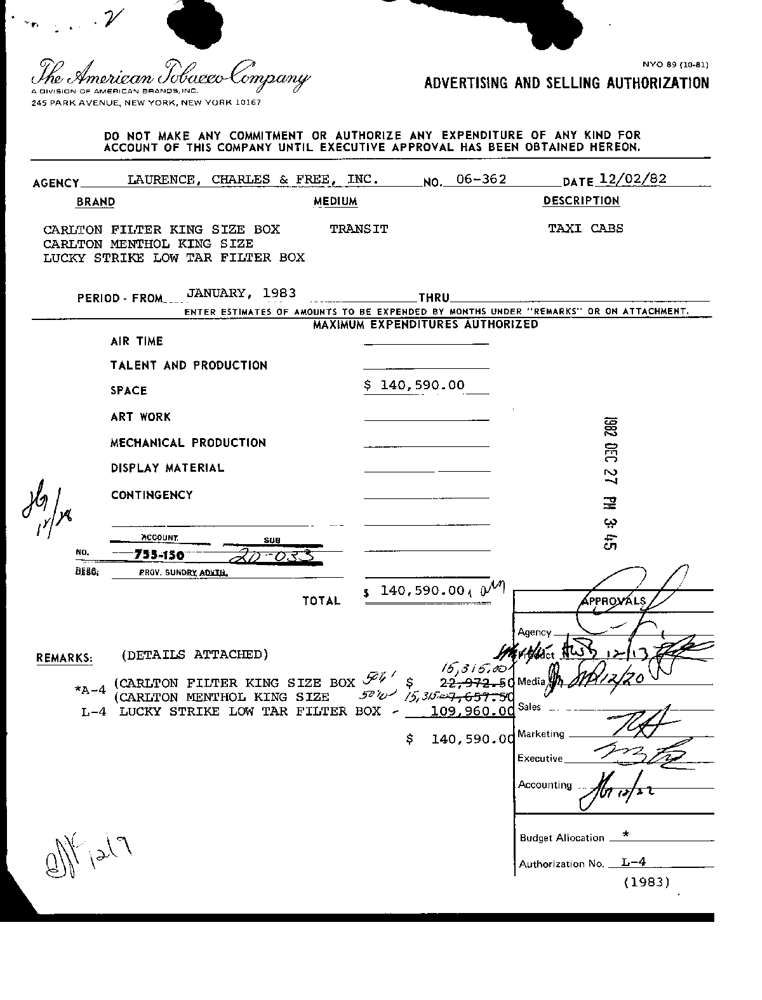 The American Tobacco Company
A DIVISION OF AMERICAN BRANDS, INC.
245 PARK AVENUE, NEW YORK, NEW YORK 10167
NYO 89 (10-81)
ADVERTISING AND SELLING AUTHORIZATION
DO NOT MAKE ANY COMMITMENT OR AUTHORIZE ANY EXPENDITURE OF ANY KIND FOR
ACCOUNT OF THIS COMPANY UNTIL EXECUTIVE APPROVAL HAS BEEN OBTAINED HEREON.
AGENCY LAURENCE, CHARLES & FREE, INC. NO. 06-362 DATE 12/02/82
BRAND MEDIUM DESCRIPTION
CARLTON FILTER KING SIZE BOX TRANSIT TAXI CABS
CARLTON MENTHOL KING SIZE
LUCKY STRIKE LOW TAR FILTER BOX
PERIOD - FROM JANUARY, 1983 THRU
ENTER ESTIMATES OF AMOUNTS TO BE EXPENDED BY MONTHS UNDER "REMARKS" OR ON ATTACHMENT.
MAXIMUM EXPENDITURES AUTHORIZED
AIR TIME
TALENT AND PRODUCTION
SPACE $ 140,590.00
ART WORK
MECHANICAL PRODUCTION
DISPLAY MATERIAL
CONTINGENCY
1982 DEC 27 PM 3:45
12/28
ACCOUNT SUB
NO. 755-150 20-033
DESC. PROV. SUNDRY ADVTG.
TOTAL $ 140,590.00
APPROVALS
Agency
REMARKS: (DETAILS ATTACHED)
Product 12/13
15,315.00
*A-4 (CARLTON FILTER KING SIZE BOX 50% $ 22,972.50
Media 12/20
(CARLTON MENTHOL KING SIZE 50% 15,315.00 7,657.50
L-4 LUCKY STRIKE LOW TAR FILTER BOX - 109,960.00
Sales
$ 140,590.00
Marketing
Executive
Accounting 12/22
12/9
Budget Allocation *
Authorization No. L-4
(1983)